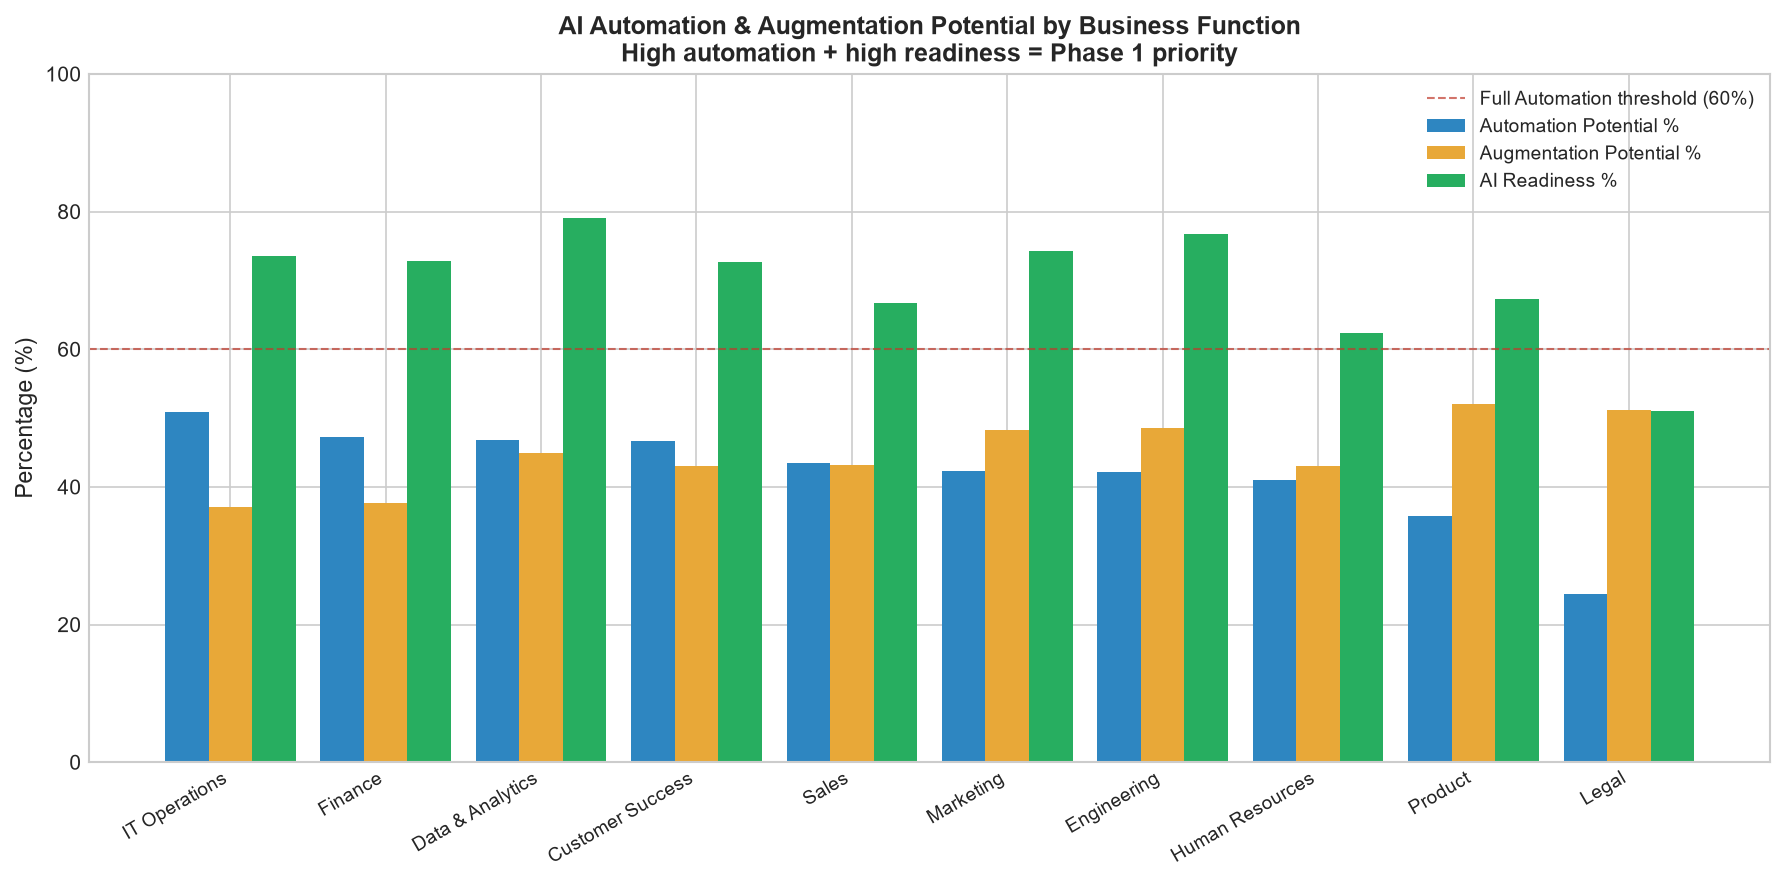 AI Automation & Augmentation Potential by Business Function
High automation + high readiness = Phase 1 priority
100
80
60
40
20
0
Percentage (%)
Full Automation threshold (60%)
Automation Potential %
Augmentation Potential %
AI Readiness %
IT Operations
Finance
Data & Analytics
Customer Success
Sales
Marketing
Engineering
Human Resources
Product
Legal